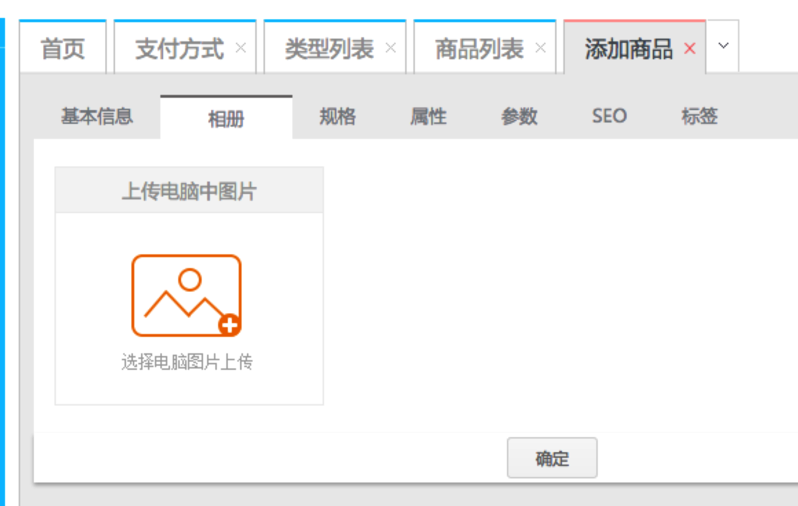 首页 支付方式 类型列表 商品列表 添加商品
基本信息 相册 规格 属性 参数 SEO 标签
上传电脑中图片
选择电脑图片上传
确定